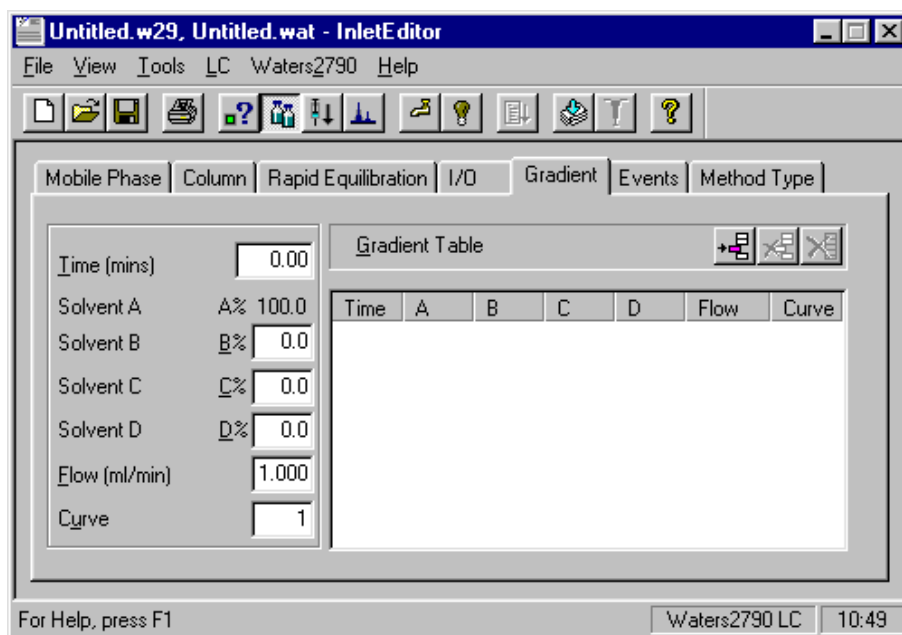 Untitled.w29, Untitled.wat - InletEditor
File View Tools LC Waters2790 Help
Mobile Phase Column Rapid Equilibration I/O Gradient Events Method Type
Time (mins) 0.00
Solvent A A% 100.0
Solvent B B% 0.0
Solvent C C% 0.0
Solvent D D% 0.0
Flow (ml/min) 1.000
Curve 1
Gradient Table
Time A B C D Flow Curve
For Help, press F1 Waters2790 LC 10:49